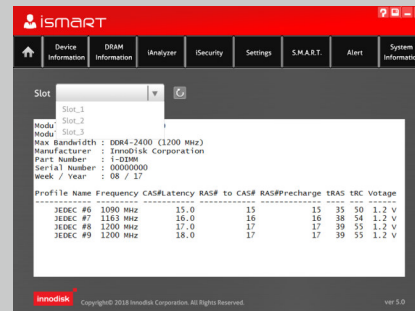 ismart
Device Information
DRAM Information
iAnalyzer
iSecurity
Settings
S.M.A.R.T.
Alert
System
Slot
Slot_1
Slot_2
Slot_3
Modu
Modu
Max Bandwidth : DDR4-2400 (1200 MHz)
Manufacturer : InnoDisk Corporation
Part Number : i-DIMM
Serial Number : 00000000
Week / Year : 08 / 17
Profile Name Frequency CAS#Latency RAS# to CAS# RAS#Precharge tRAS tRC Votage
JEDEC #6 1090 MHz 15.0 15 15 35 50 1.2 V
JEDEC #7 1163 MHz 16.0 16 16 38 54 1.2 V
JEDEC #8 1200 MHz 17.0 17 17 39 55 1.2 V
JEDEC #9 1200 MHz 18.0 17 17 39 55 1.2 V
innodisk Copyright© 2018 Innodisk Corporation. All Rights Reserved. ver 5.0